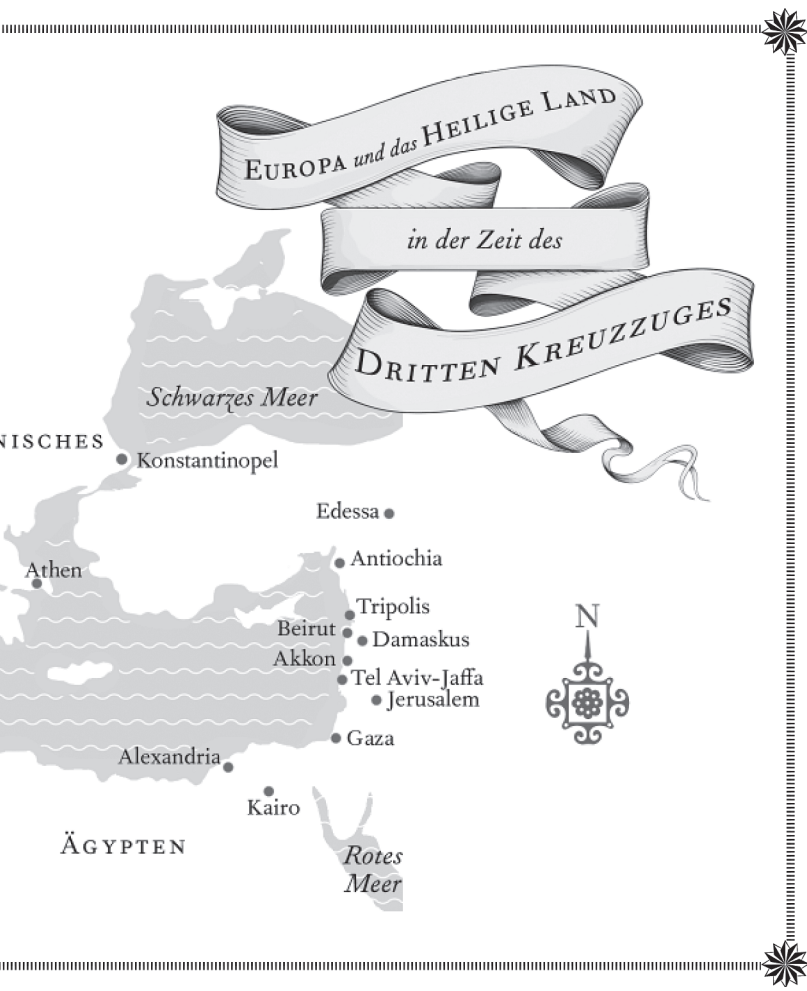 EUROPA und das HEILIGE LAND
in der Zeit des
DRITTEN KREUZZUGES
Schwarzes Meer
NISCHES
Konstantinopel
Edessa
Antiochia
Athen
Tripolis
Beirut
Damaskus
Akkon
Tel Aviv-Jaffa
Jerusalem
Gaza
Alexandria
Kairo
ÄGYPTEN
Rotes
Meer
N